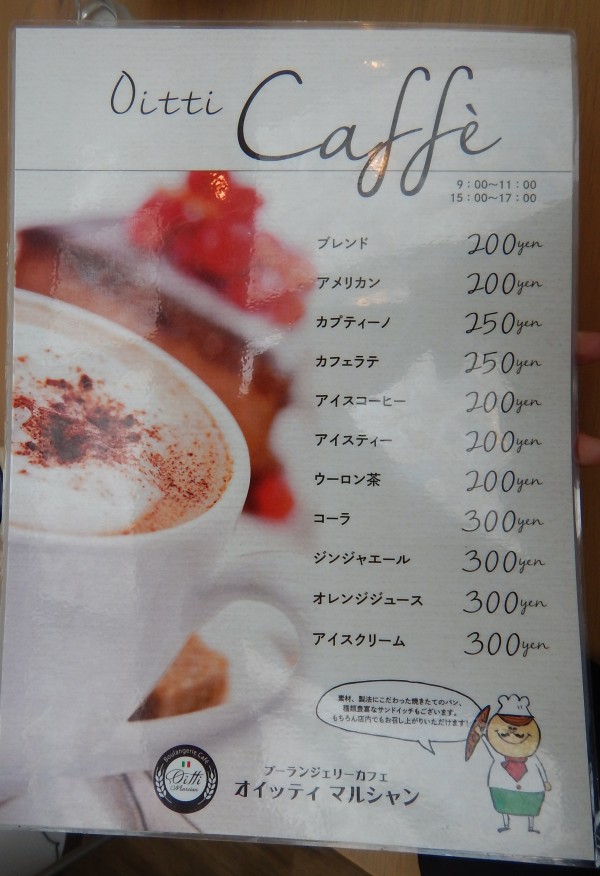 Oitti Caffè
9：00〜11：00
15：00〜17：00
ブレンド 200yen
アメリカン 200yen
カプティーノ 250yen
カフェラテ 250yen
アイスコーヒー 200yen
アイスティー 200yen
ウーロン茶 200yen
コーラ 300yen
ジンジャエール 300yen
オレンジジュース 300yen
アイスクリーム 300yen
素材、製法にこだわった焼きたてのパン。
種類豊富なサンドイッチもございます。
もちろん店内でもお召し上がりいただけます！
Boulangerie Café
Oitti
Marcian
ブーランジェリーカフェ
オイッティ マルシャン